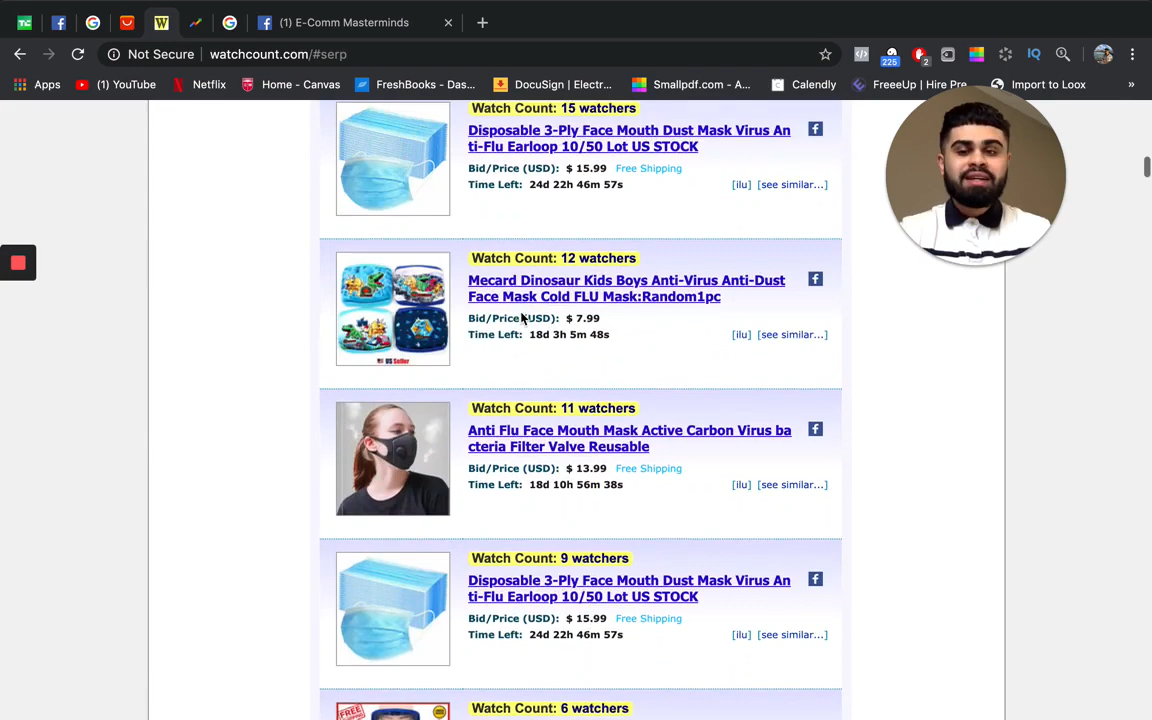 (1) E-Comm Masterminds
Not Secure watchcount.com/#serp
225
2
IQ
Apps (1) YouTube Netflix Home - Canvas FreshBooks - Das... DocuSign | Electr... Smallpdf.com - A... Calendly FreeeUp | Hire Pre Import to Loox »
Watch Count: 15 watchers
Disposable 3-Ply Face Mouth Dust Mask Virus An
ti-Flu Earloop 10/50 Lot US STOCK
Bid/Price (USD): $ 15.99 Free Shipping
Time Left: 24d 22h 46m 57s [ilu] [see similar...]
Watch Count: 12 watchers
Mecard Dinosaur Kids Boys Anti-Virus Anti-Dust
Face Mask Cold FLU Mask:Random1pc
Bid/Price (USD): $ 7.99
Time Left: 18d 3h 5m 48s [ilu] [see similar...]
US Seller
Watch Count: 11 watchers
Anti Flu Face Mouth Mask Active Carbon Virus ba
cteria Filter Valve Reusable
Bid/Price (USD): $ 13.99 Free Shipping
Time Left: 18d 10h 56m 38s [ilu] [see similar...]
Watch Count: 9 watchers
Disposable 3-Ply Face Mouth Dust Mask Virus An
ti-Flu Earloop 10/50 Lot US STOCK
Bid/Price (USD): $ 15.99 Free Shipping
Time Left: 24d 22h 46m 57s [ilu] [see similar...]
Watch Count: 6 watchers
FREE